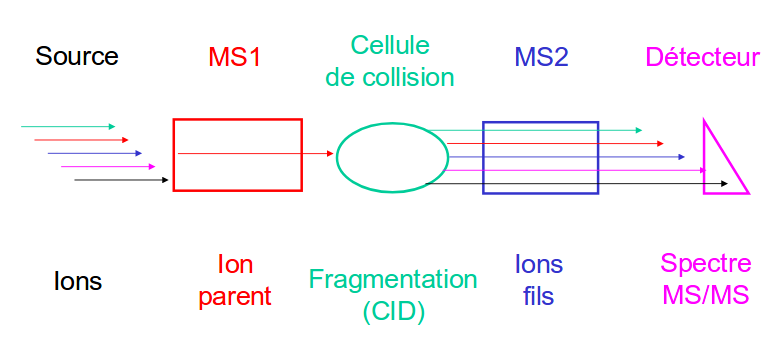 Source
MS1
Cellule
de collision
MS2
Détecteur
Ions
Ion
parent
Fragmentation
(CID)
Ions
fils
Spectre
MS/MS